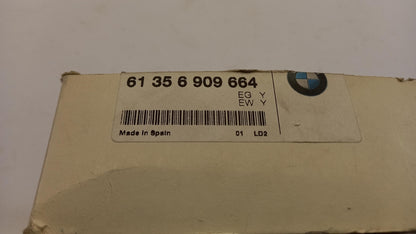 61 35 6 909 664
EG Y
EW Y
Made in Spain 01 LD2